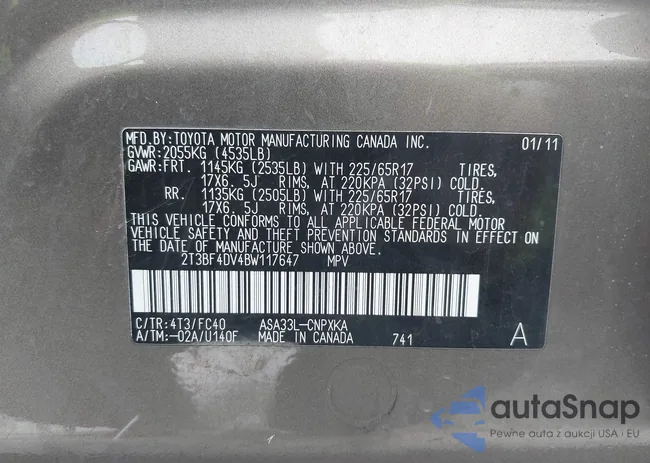 MFD.BY:TOYOTA MOTOR MANUFACTURING CANADA INC. 01/11
GVWR:2055KG (4535LB)
GAWR:FRT. 1145KG (2535LB) WITH 225/65R17 TIRES,
17X6. 5J RIMS, AT 220KPA (32PSI) COLD.
RR. 1135KG (2505LB) WITH 225/65R17 TIRES,
17X6. 5J RIMS, AT 220KPA (32PSI) COLD.
THIS VEHICLE CONFORMS TO ALL APPLICABLE FEDERAL MOTOR
VEHICLE SAFETY AND THEFT PREVENTION STANDARDS IN EFFECT ON
THE DATE OF MANUFACTURE SHOWN ABOVE.
2T3BF4DV4BW117647 MPV
C/TR:4T3/FC40 ASA33L-CNPXKA
A/TM:-02A/U140F MADE IN CANADA 741 A
autaSnap
Pewne auta z aukcji USA i EU